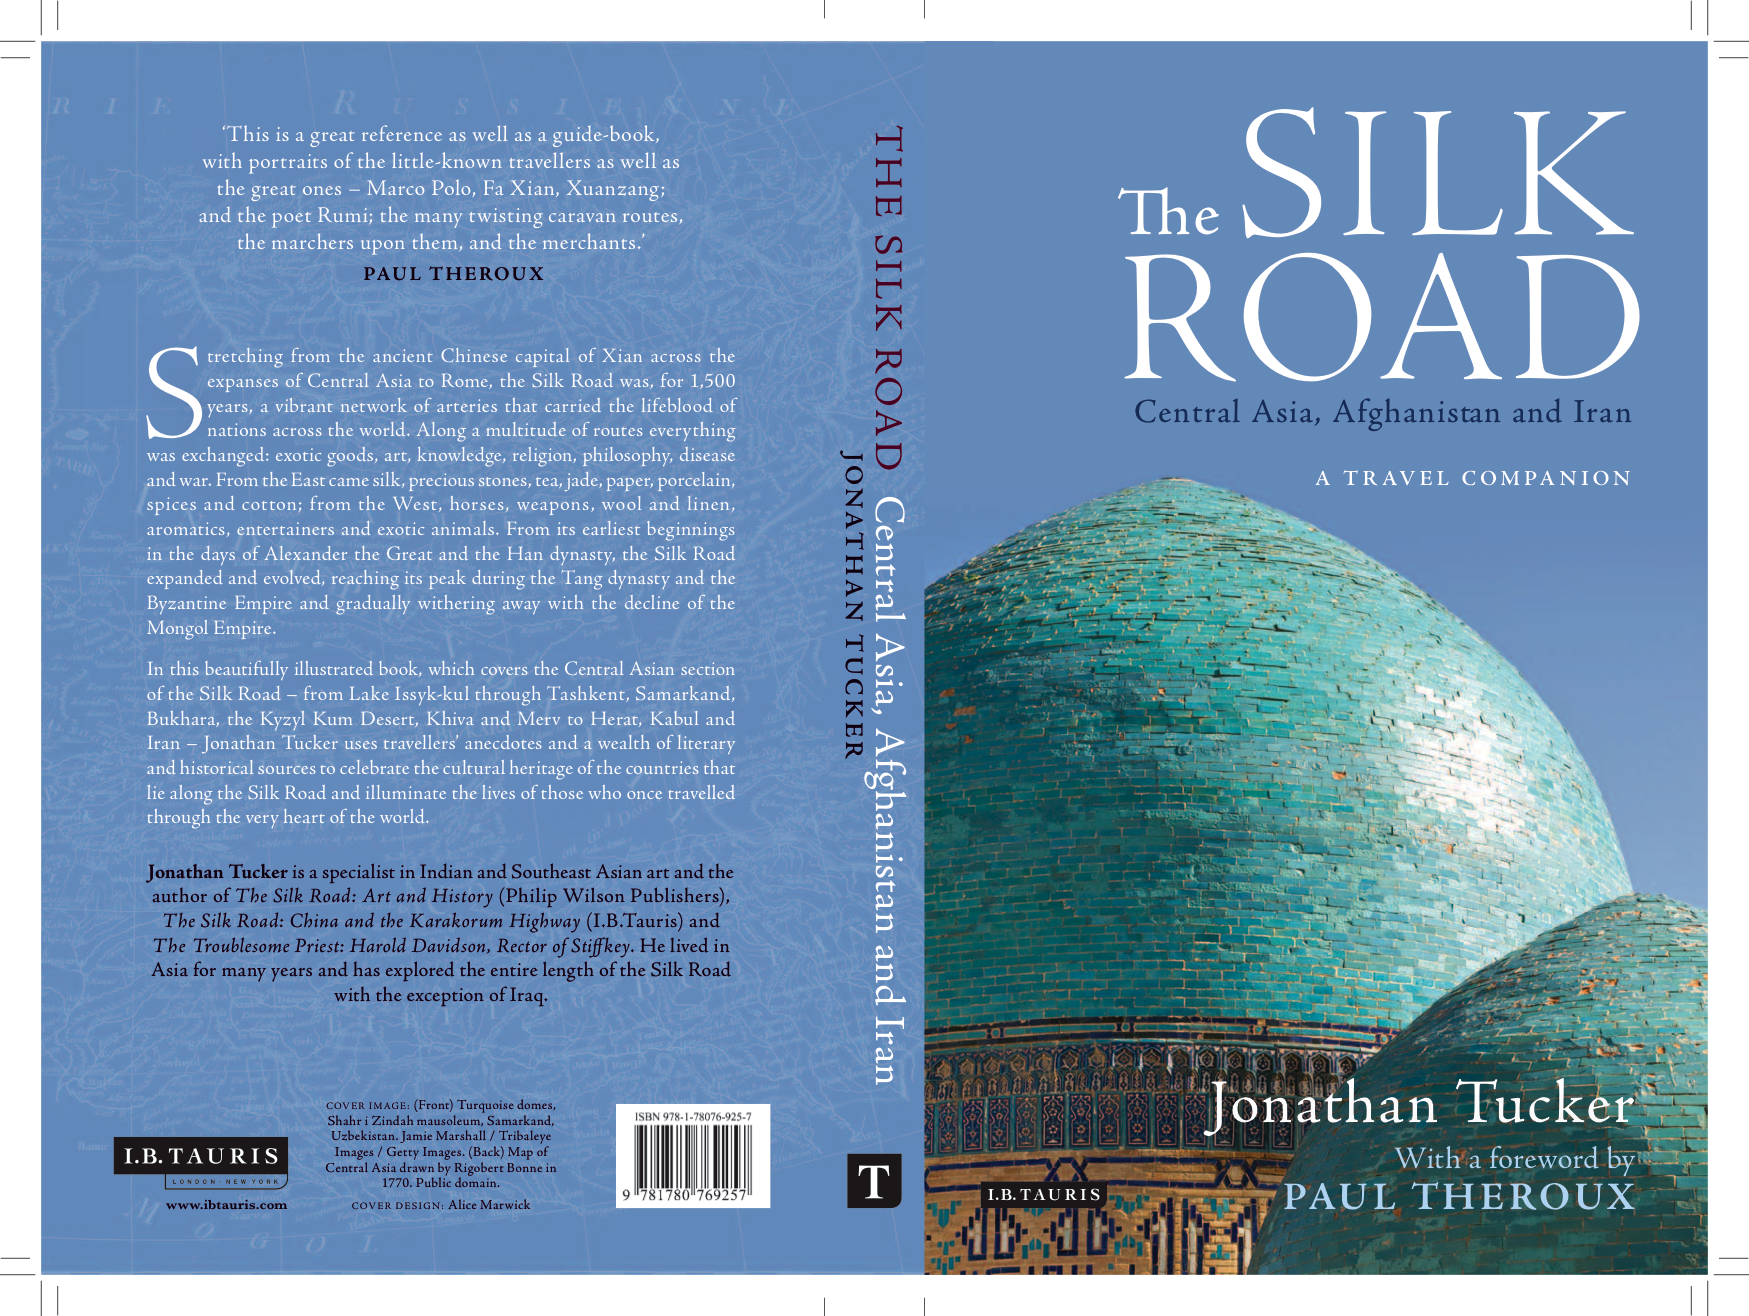 R I E R U S S I E N N E
‘This is a great reference as well as a guide-book,
with portraits of the little-known travellers as well as
the great ones – Marco Polo, Fa Xian, Xuanzang;
and the poet Rumi; the many twisting caravan routes,
the marchers upon them, and the merchants.’
PAUL THEROUX
Stretching from the ancient Chinese capital of Xian across the
expanses of Central Asia to Rome, the Silk Road was, for 1,500
years, a vibrant network of arteries that carried the lifeblood of
nations across the world. Along a multitude of routes everything
was exchanged: exotic goods, art, knowledge, religion, philosophy, disease
and war. From the East came silk, precious stones, tea, jade, paper, porcelain,
spices and cotton; from the West, horses, weapons, wool and linen,
aromatics, entertainers and exotic animals. From its earliest beginnings
in the days of Alexander the Great and the Han dynasty, the Silk Road
expanded and evolved, reaching its peak during the Tang dynasty and the
Byzantine Empire and gradually withering away with the decline of the
Mongol Empire.
In this beautifully illustrated book, which covers the Central Asian section
of the Silk Road – from Lake Issyk-kul through Tashkent, Samarkand,
Bukhara, the Kyzyl Kum Desert, Khiva and Merv to Herat, Kabul and
Iran – Jonathan Tucker uses travellers’ anecdotes and a wealth of literary
and historical sources to celebrate the cultural heritage of the countries that
lie along the Silk Road and illuminate the lives of those who once travelled
through the very heart of the world.
Jonathan Tucker is a specialist in Indian and Southeast Asian art and the
author of The Silk Road: Art and History (Philip Wilson Publishers),
The Silk Road: China and the Karakorum Highway (I.B.Tauris) and
The Troublesome Priest: Harold Davidson, Rector of Stiffkey. He lived in
Asia for many years and has explored the entire length of the Silk Road
with the exception of Iraq.
I.B.TAURIS
LONDON · NEW YORK
www.ibtauris.com
COVER IMAGE: (Front) Turquoise domes,
Shahr i Zindah mausoleum, Samarkand,
Uzbekistan. Jamie Marshall / Tribaleye
Images / Getty Images. (Back) Map of
Central Asia drawn by Rigobert Bonne in
1770. Public domain.
COVER DESIGN: Alice Marwick
ISBN 978-1-78076-925-7
9 781780 769257
M O G O L
THE SILK ROAD Central Asia, Afghanistan and Iran
JONATHAN TUCKER
T
The SILK
ROAD
Central Asia, Afghanistan and Iran
A TRAVEL COMPANION
Jonathan Tucker
With a foreword by
PAUL THEROUX
I.B.TAURIS